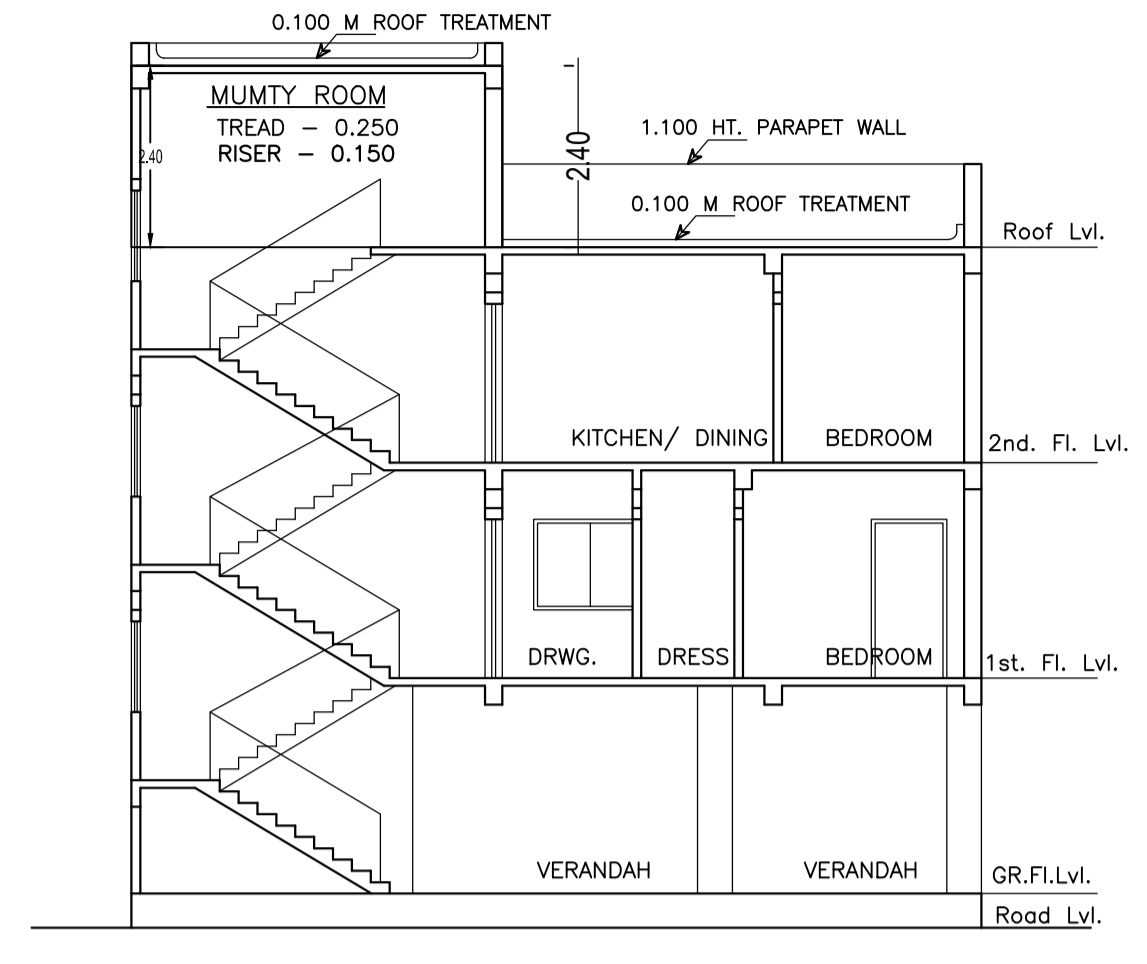 0.100 M ROOF TREATMENT
MUMTY ROOM
TREAD – 0.250
RISER – 0.150
2.40
2.40
1.100 HT. PARAPET WALL
0.100 M ROOF TREATMENT
Roof Lvl.
KITCHEN/ DINING
BEDROOM
2nd. Fl. Lvl.
DRWG.
DRESS
BEDROOM
1st. Fl. Lvl.
VERANDAH
VERANDAH
GR.Fl.Lvl.
Road Lvl.